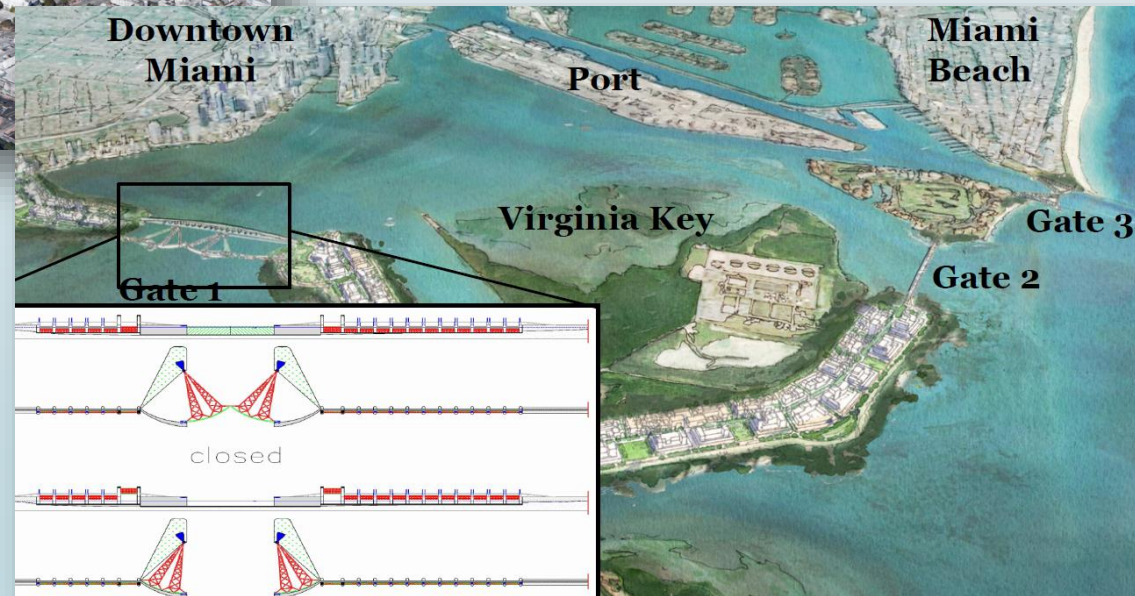 Downtown
Miami
Port
Miami
Beach
Virginia Key
Gate 3
Gate 2
Gate 1
closed